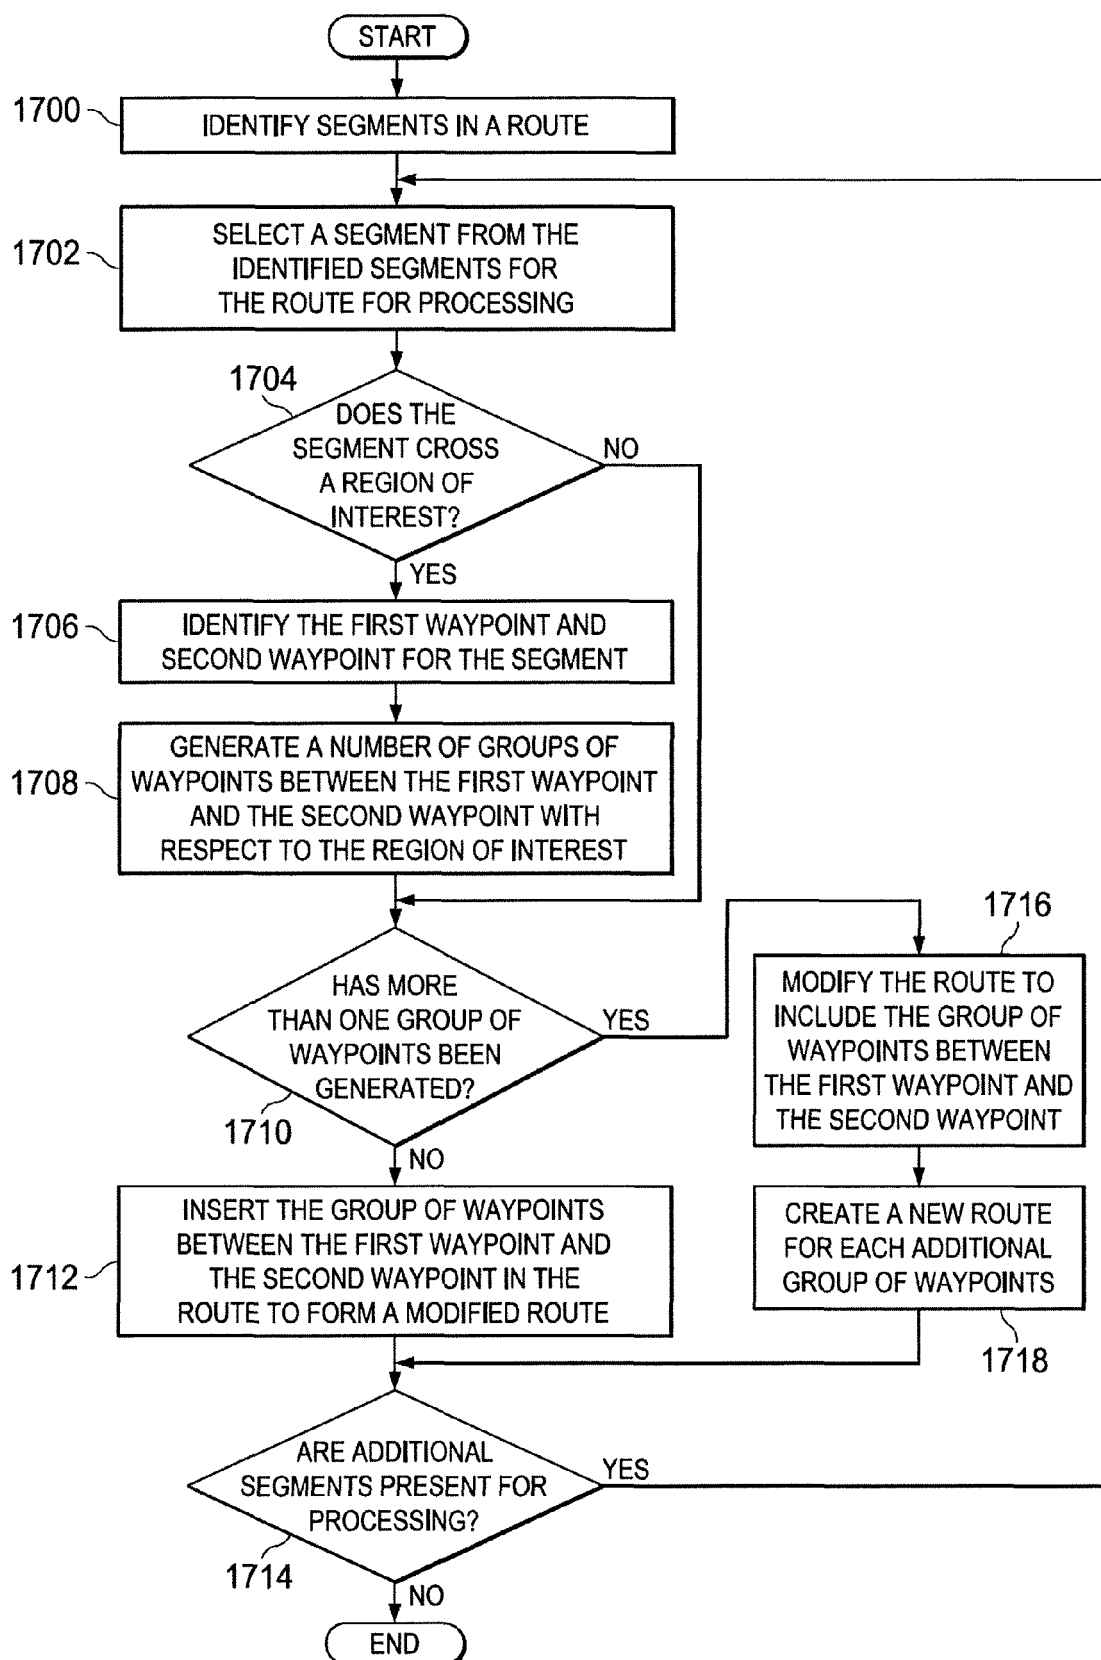 START
1700
IDENTIFY SEGMENTS IN A ROUTE
1702
SELECT A SEGMENT FROM THE
IDENTIFIED SEGMENTS FOR
THE ROUTE FOR PROCESSING
1704
DOES THE
SEGMENT CROSS
A REGION OF
INTEREST?
NO
YES
1706
IDENTIFY THE FIRST WAYPOINT AND
SECOND WAYPOINT FOR THE SEGMENT
1708
GENERATE A NUMBER OF GROUPS OF
WAYPOINTS BETWEEN THE FIRST WAYPOINT
AND THE SECOND WAYPOINT WITH
RESPECT TO THE REGION OF INTEREST
HAS MORE
THAN ONE GROUP OF
WAYPOINTS BEEN
GENERATED?
1710
YES
NO
1716
MODIFY THE ROUTE TO
INCLUDE THE GROUP OF
WAYPOINTS BETWEEN
THE FIRST WAYPOINT AND
THE SECOND WAYPOINT
1712
INSERT THE GROUP OF WAYPOINTS
BETWEEN THE FIRST WAYPOINT AND
THE SECOND WAYPOINT IN THE
ROUTE TO FORM A MODIFIED ROUTE
CREATE A NEW ROUTE
FOR EACH ADDITIONAL
GROUP OF WAYPOINTS
1718
ARE ADDITIONAL
SEGMENTS PRESENT FOR
PROCESSING?
1714
YES
NO
END